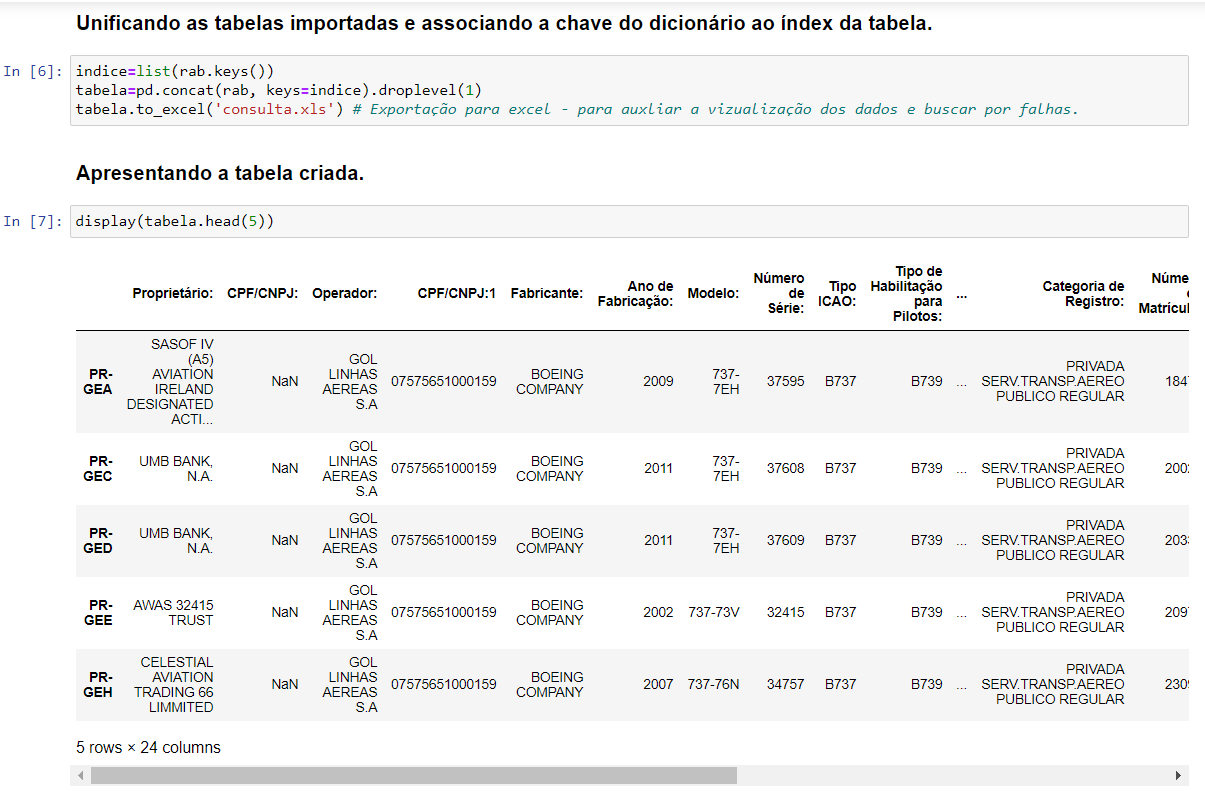 Unificando as tabelas importadas e associando a chave do dicionário ao índex da tabela.
In [6]: indice=list(rab.keys())
tabela=pd.concat(rab, keys=indice).droplevel(1)
tabela.to_excel('consulta.xls') # Exportação para excel - para auxliar a vizualização dos dados e buscar por falhas.
Apresentando a tabela criada.
In [7]: display(tabela.head(5))
Proprietário: CPF/CNPJ: Operador: CPF/CNPJ:1 Fabricante: Ano de Fabricação: Modelo: Número de Série: Tipo ICAO: Tipo de Habilitação para Pilotos: ... Categoria de Registro: Núme Matrícul
PR-GEA SASOF IV (A5) AVIATION IRELAND DESIGNATED ACTI... NaN GOL LINHAS AEREAS S.A 07575651000159 BOEING COMPANY 2009 737-7EH 37595 B737 B739 ... PRIVADA SERV.TRANSP.AEREO PUBLICO REGULAR 184
PR-GEC UMB BANK, N.A. NaN GOL LINHAS AEREAS S.A 07575651000159 BOEING COMPANY 2011 737-7EH 37608 B737 B739 ... PRIVADA SERV.TRANSP.AEREO PUBLICO REGULAR 200
PR-GED UMB BANK, N.A. NaN GOL LINHAS AEREAS S.A 07575651000159 BOEING COMPANY 2011 737-7EH 37609 B737 B739 ... PRIVADA SERV.TRANSP.AEREO PUBLICO REGULAR 203
PR-GEE AWAS 32415 TRUST NaN GOL LINHAS AEREAS S.A 07575651000159 BOEING COMPANY 2002 737-73V 32415 B737 B739 ... PRIVADA SERV.TRANSP.AEREO PUBLICO REGULAR 209
PR-GEH CELESTIAL AVIATION TRADING 66 LIMMITED NaN GOL LINHAS AEREAS S.A 07575651000159 BOEING COMPANY 2007 737-76N 34757 B737 B739 ... PRIVADA SERV.TRANSP.AEREO PUBLICO REGULAR 230
5 rows × 24 columns